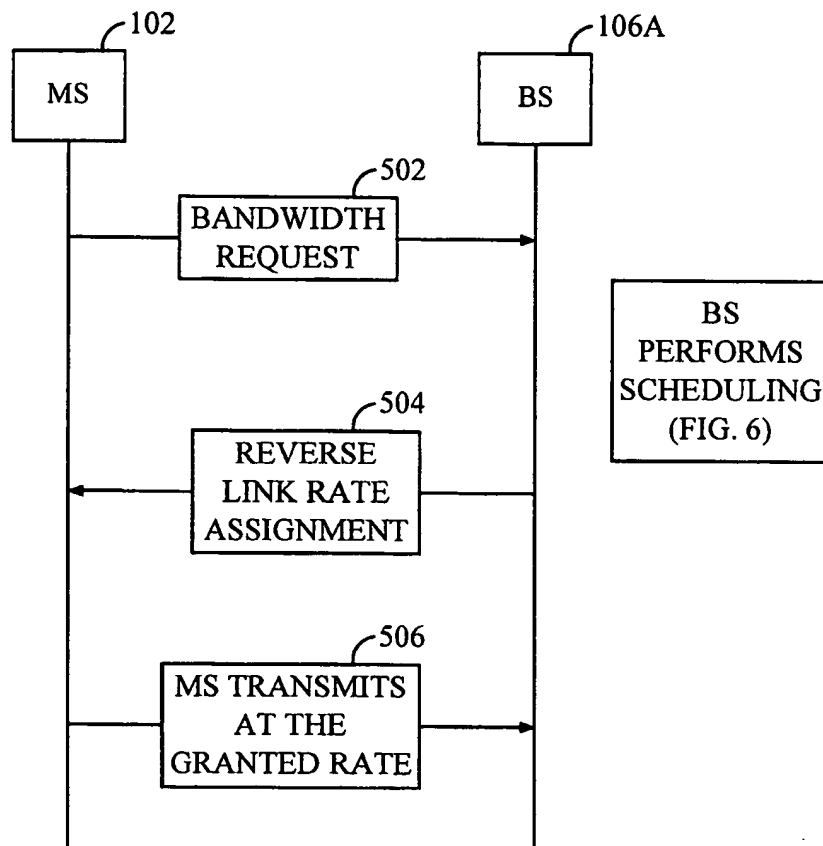 102
106A
MS
BS
502
BANDWIDTH
REQUEST
BS
PERFORMS
SCHEDULING
(FIG. 6)
504
REVERSE
LINK RATE
ASSIGNMENT
506
MS TRANSMITS
AT THE
GRANTED RATE